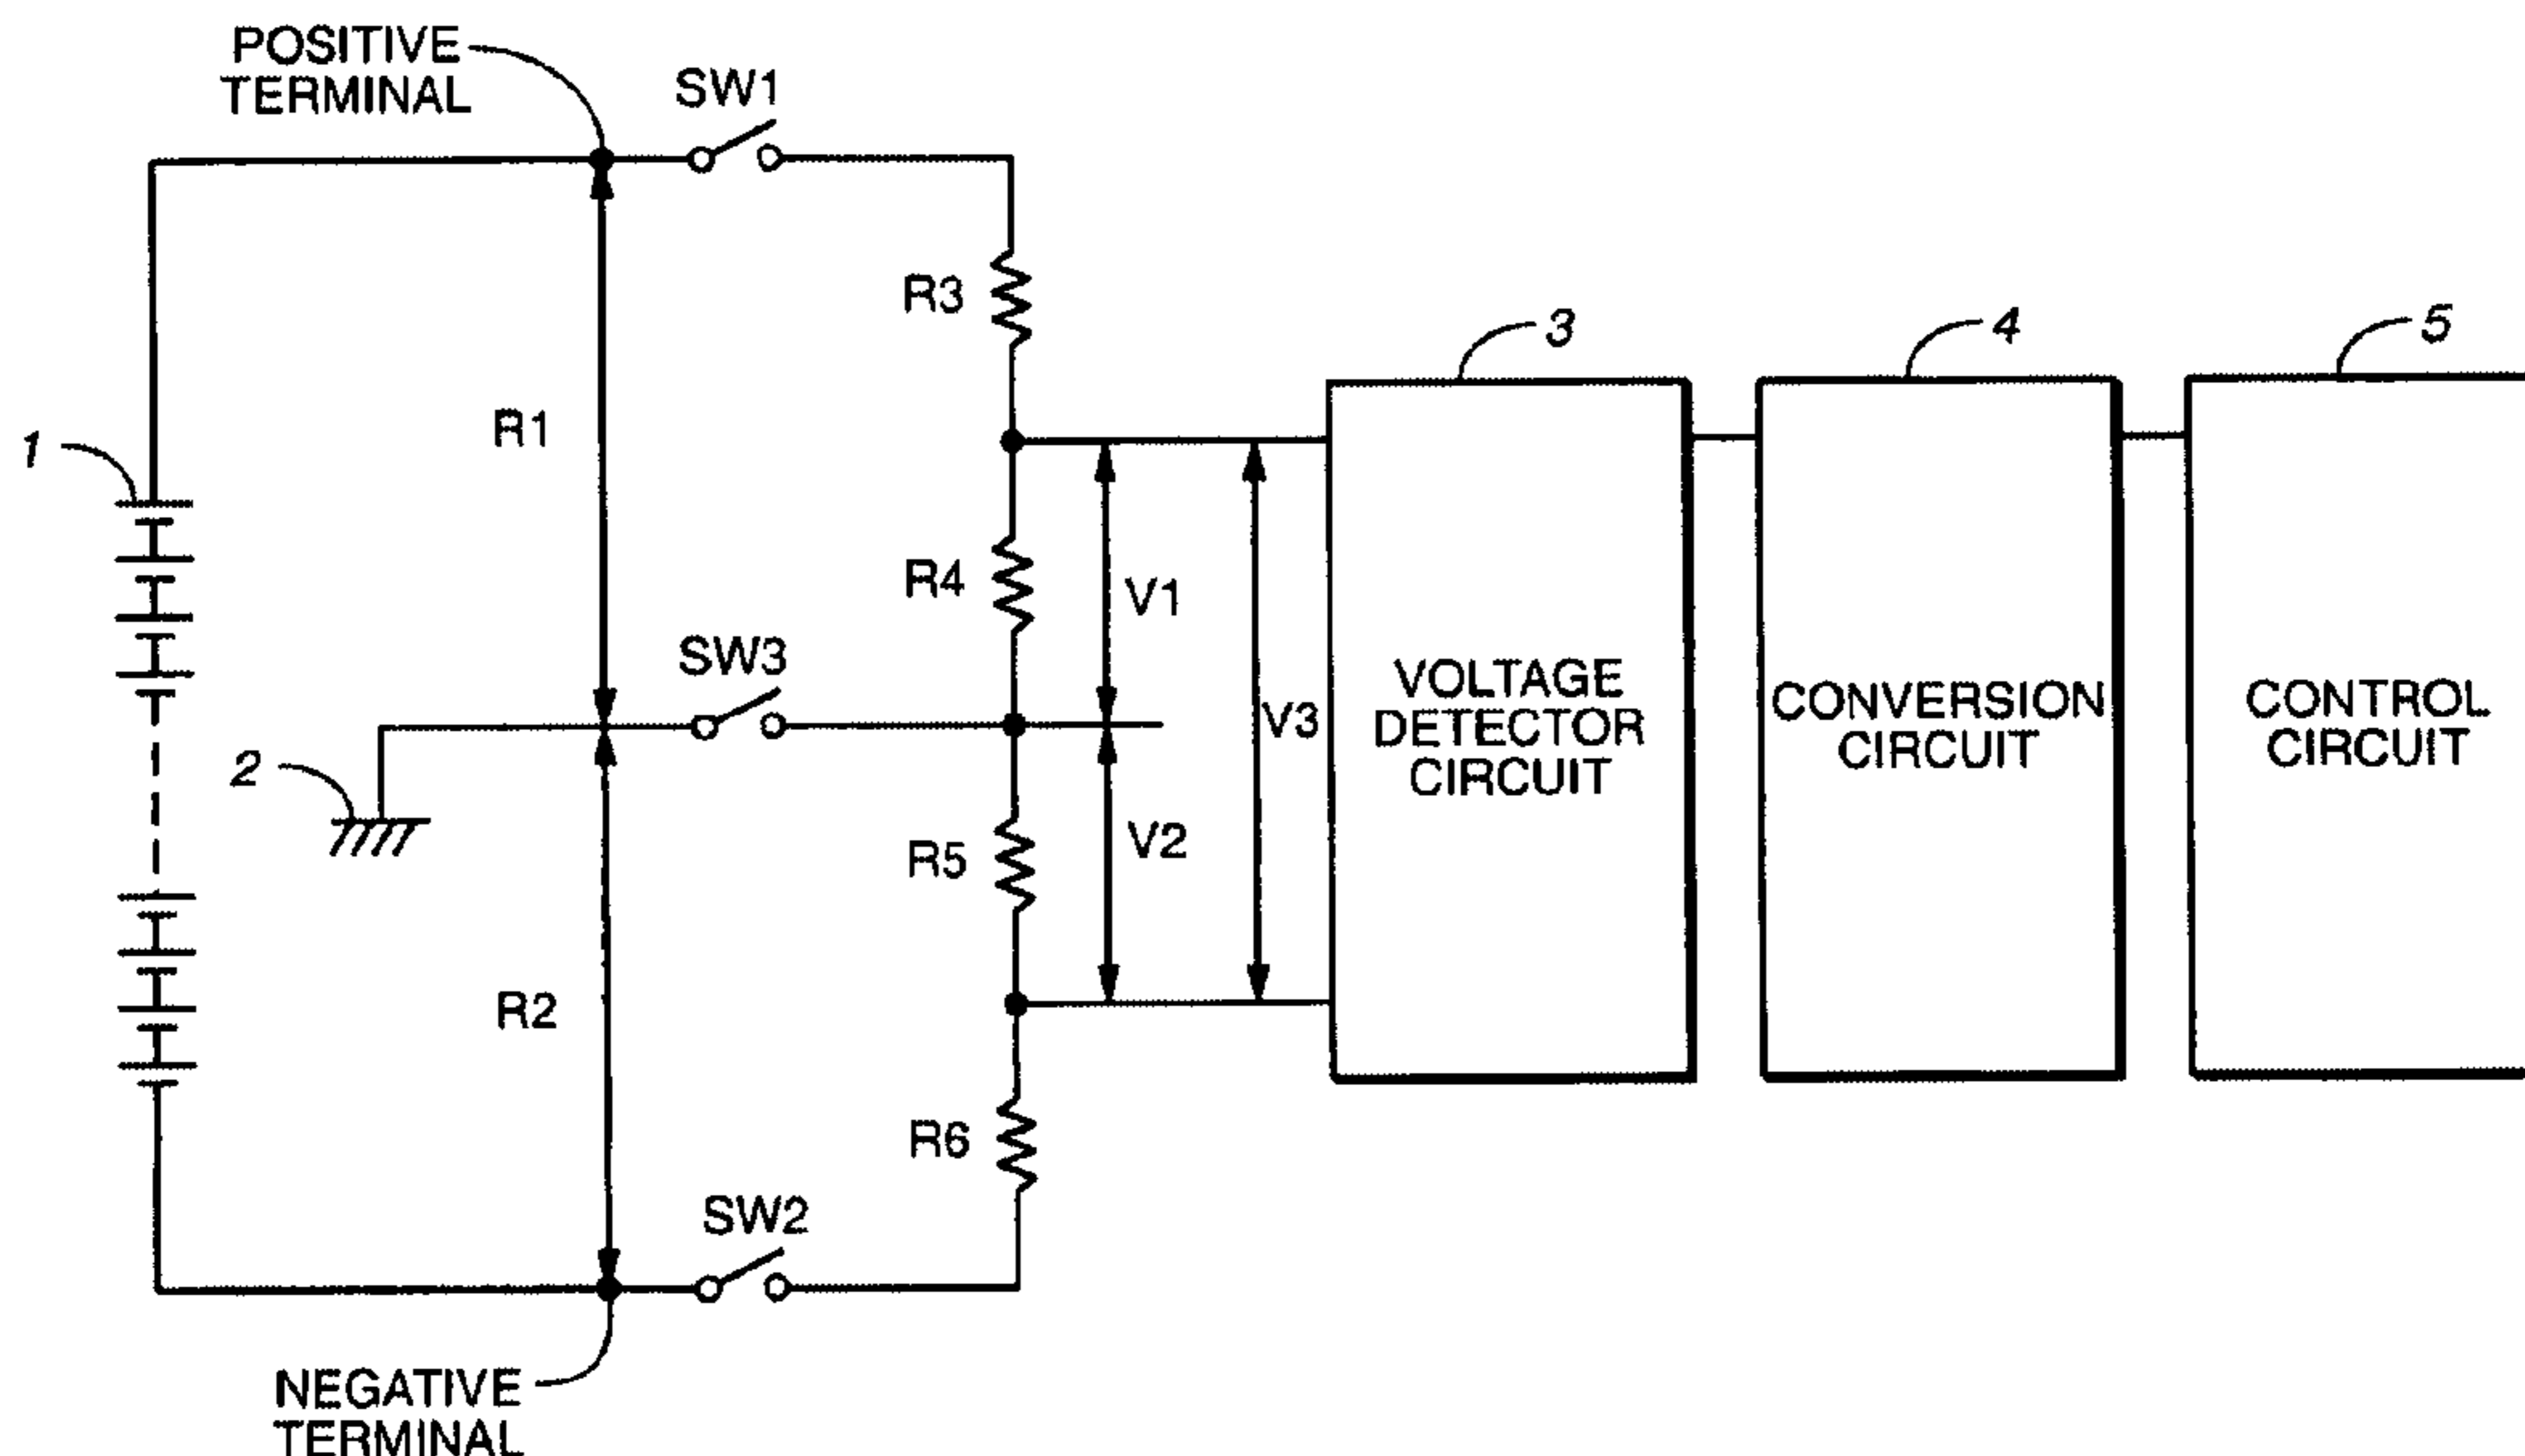 POSITIVE
TERMINAL
SW1
R3
3
4
5
R1
1
R4
V1
SW3
VOLTAGE
DETECTOR
CIRCUIT
CONVERSION
CIRCUIT
CONTROL
CIRCUIT
V3
2
R5
V2
R2
R6
SW2
NEGATIVE
TERMINAL